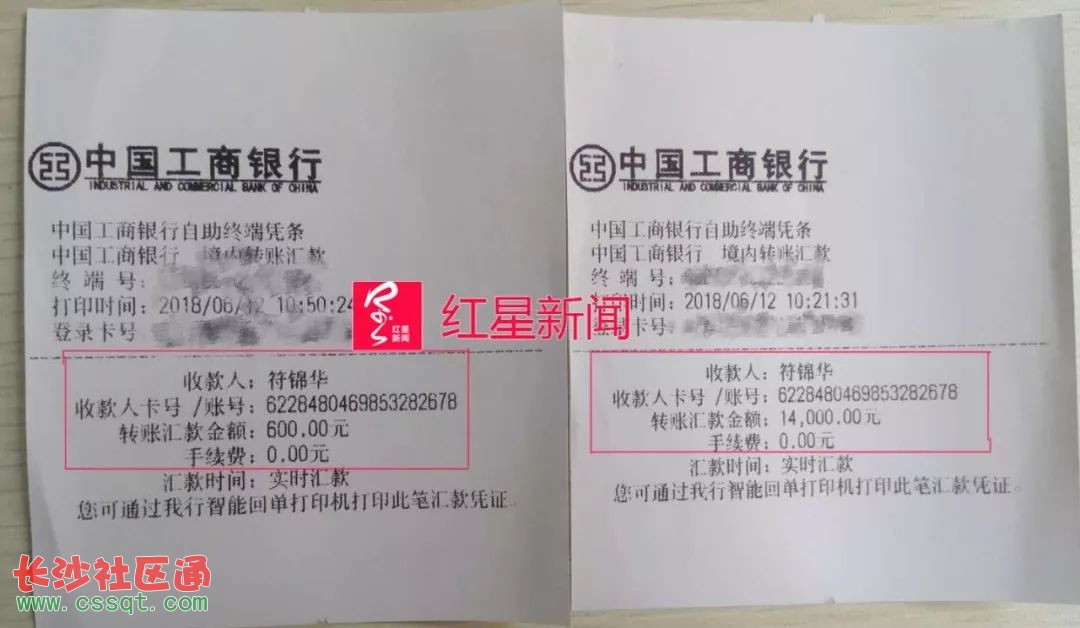 中国工商银行
INDUSTRIAL AND COMMERCIAL BANK OF CHINA
中国工商银行自助终端凭条
中国工商银行 境内转账汇款
终 端 号:
打印时间: 2018/06/12 10:50:24
登录卡号
收款人: 符锦华
收款人卡号 /账号: 6228480469853282678
转账汇款金额: 600.00元
手续费: 0.00元
汇款时间: 实时汇款
您可通过我行智能回单打印机打印此笔汇款凭证。
中国工商银行
INDUSTRIAL AND COMMERCIAL BANK OF CHINA
中国工商银行自助终端凭条
中国工商银行 境内转账汇款
终 端 号:
打印时间: 2018/06/12 10:21:31
登录卡号
收款人: 符锦华
收款人卡号 /账号: 6228480469853282678
转账汇款金额: 14,000.00元
手续费: 0.00元
汇款时间: 实时汇款
您可通过我行智能回单打印机打印此笔汇款凭证。
红星
新闻
红星新闻
长沙社区通
www.cssqt.com